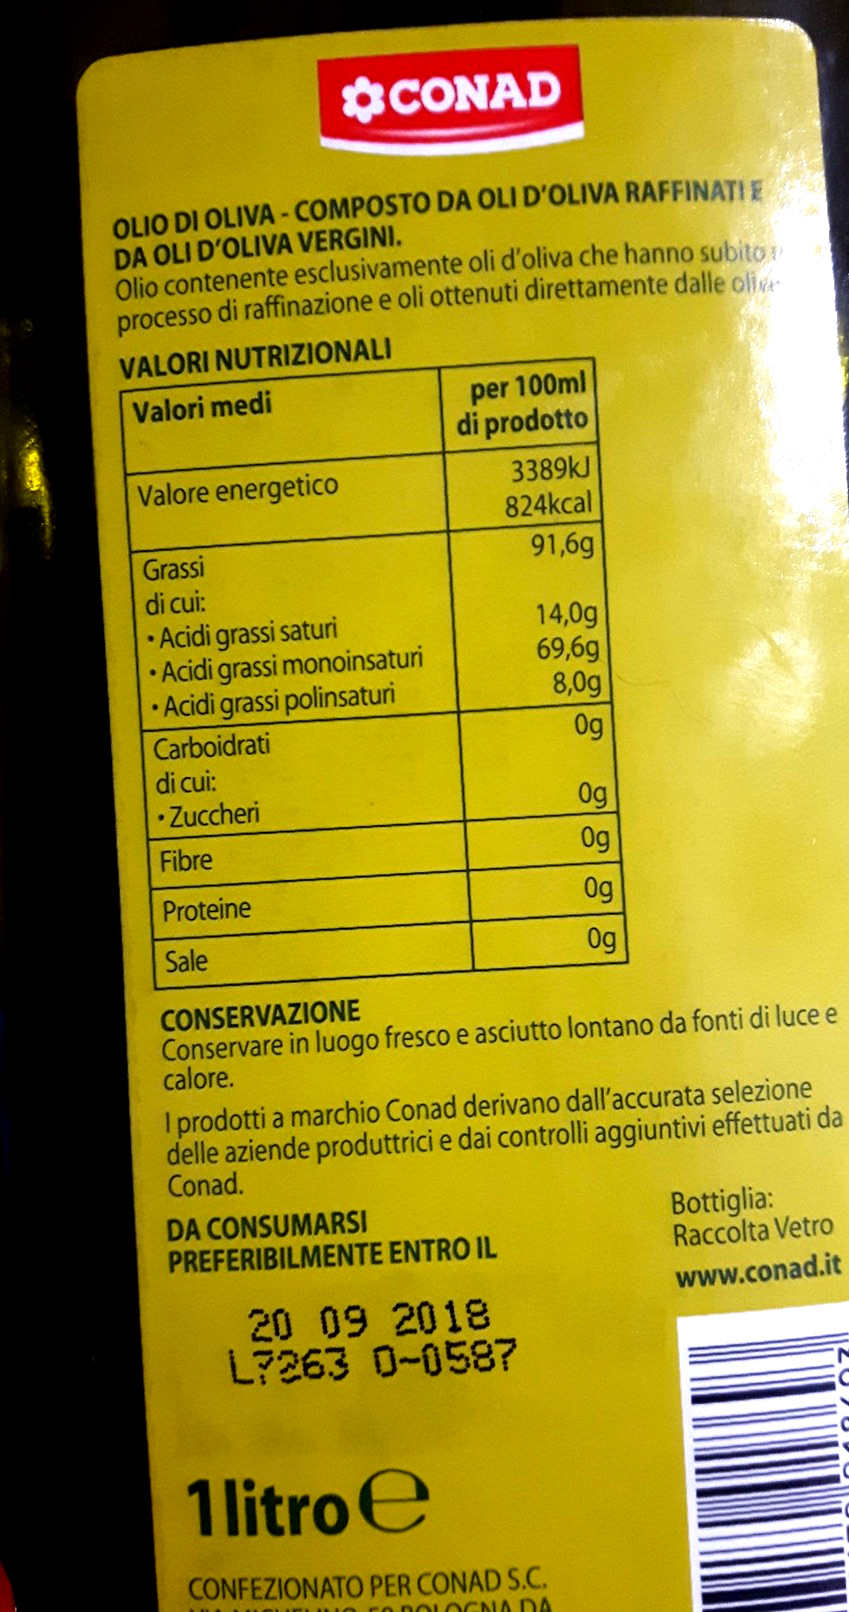 CONAD
OLIO DI OLIVA - COMPOSTO DA OLI D'OLIVA RAFFINATI E
DA OLI D'OLIVA VERGINI.
Olio contenente esclusivamente oli d'oliva che hanno subito
processo di raffinazione e oli ottenuti direttamente dalle
VALORI NUTRIZIONALI
Valori medi per 100ml
di prodotto
Valore energetico 3389kJ
824kcal
Grassi 91,6g
di cui:
• Acidi grassi saturi 14,0g
• Acidi grassi monoinsaturi 69,6g
• Acidi grassi polinsaturi 8,0g
Carboidrati 0g
di cui:
• Zuccheri 0g
Fibre 0g
Proteine 0g
Sale 0g
CONSERVAZIONE
Conservare in luogo fresco e asciutto lontano da fonti di luce e
calore.
I prodotti a marchio Conad derivano dall'accurata selezione
delle aziende produttrici e dai controlli aggiuntivi effettuati da
Conad.
DA CONSUMARSI
PREFERIBILMENTE ENTRO IL
Bottiglia:
Raccolta Vetro
www.conad.it
20 09 2018
L7263 0-0587
1 litro e
CONFEZIONATO PER CONAD S.C.
BOLOGNA DA